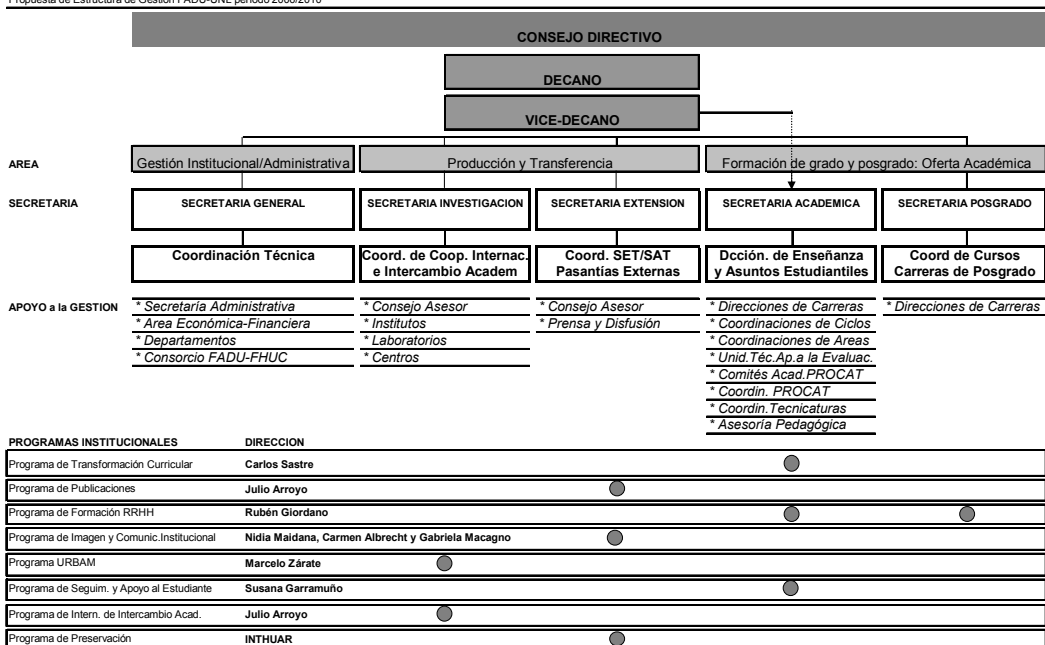 Propuesta de Estructura de Gestión FADU-UNL período 2006/2010
CONSEJO DIRECTIVO
DECANO
VICE-DECANO
AREA
Gestión Institucional/Administrativa
Producción y Transferencia
Formación de grado y posgrado: Oferta Académica
SECRETARIA
SECRETARIA GENERAL
SECRETARIA INVESTIGACION
SECRETARIA EXTENSION
SECRETARIA ACADEMICA
SECRETARIA POSGRADO
Coordinación Técnica
Coord. de Coop. Internac.
e Intercambio Academ
Coord. SET/SAT
Pasantías Externas
Dcción. de Enseñanza
y Asuntos Estudiantiles
Coord de Cursos
Carreras de Posgrado
APOYO a la GESTION
* Secretaría Administrativa
* Area Económica-Financiera
* Departamentos
* Consorcio FADU-FHUC
* Consejo Asesor
* Institutos
* Laboratorios
* Centros
* Consejo Asesor
* Prensa y Disfusión
* Direcciones de Carreras
* Coordinaciones de Ciclos
* Coordinaciones de Areas
* Unid.Téc.Ap.a la Evaluac.
* Comités Acad.PROCAT
* Coordin. PROCAT
* Coordin.Tecnicaturas
* Asesoría Pedagógica
* Direcciones de Carreras
PROGRAMAS INSTITUCIONALES DIRECCION
Programa de Transformación Curricular Carlos Sastre
Programa de Publicaciones Julio Arroyo
Programa de Formación RRHH Rubén Giordano
Programa de Imagen y Comunic.Institucional Nidia Maidana, Carmen Albrecht y Gabriela Macagno
Programa URBAM Marcelo Zárate
Programa de Seguim. y Apoyo al Estudiante Susana Garramuño
Programa de Intern. de Intercambio Acad. Julio Arroyo
Programa de Preservación INTHUAR